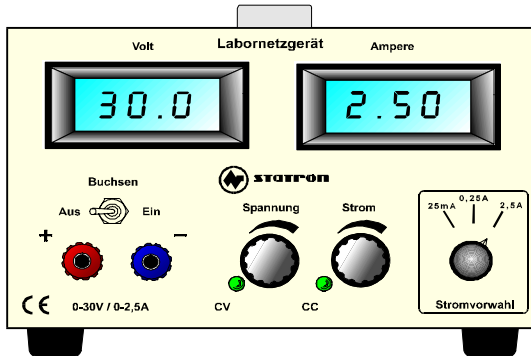 Volt Labornetzgerät Ampere
30.0 2.50
Buchsen
Aus Ein
statron
Spannung Strom
25mA 0,25A 2,5A
+ −
CV CC
Stromvorwahl
CE 0-30V / 0-2,5A